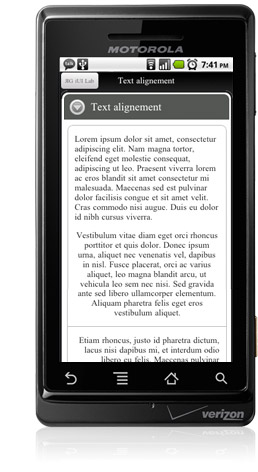 MOTOROLA
7:41 PM
JiG iUI Lab
Text alignement
Text alignement
Lorem ipsum dolor sit amet, consectetur
adipiscing elit. Nam magna tortor,
eleifend eget molestie consequat,
adipiscing ut leo. Praesent viverra lorem
ac eros blandit sit amet tempus mi
malesuada. Maecenas sed est pulvinar
dolor facilisis congue et sit amet velit.
Cras commodo nisi augue. Duis eu dolor
id nibh cursus viverra.
Vestibulum vitae diam eget orci rhoncus
porttitor et quis dolor. Donec ipsum
urna, aliquet nec venenatis vel, dapibus
in nisl. Fusce placerat, orci ac varius
aliquet, leo magna blandit arcu, ut
vehicula leo sem nec nisi. Sed gravida
ante sed libero ullamcorper elementum.
Aliquam pharetra felis eget eros
vestibulum aliquet.
Etiam rhoncus, justo id pharetra dictum,
lacus nisi dapibus mi, et interdum odio
libero eu felis. Maecenas pulvinar
verizon